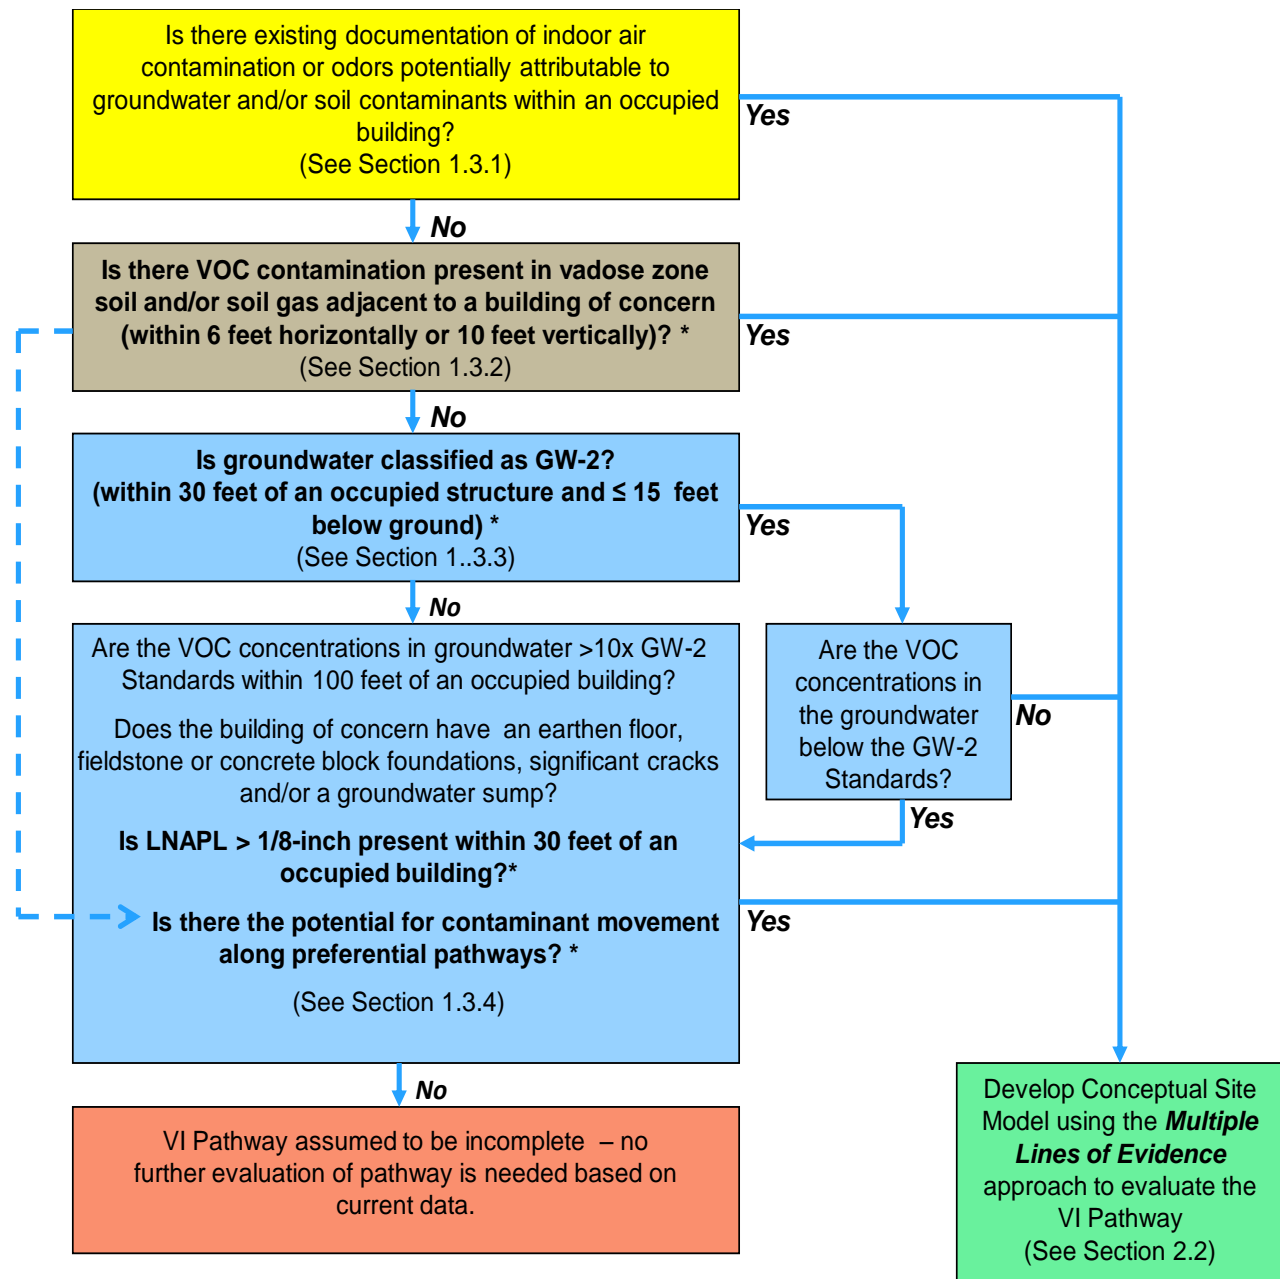 Is there existing documentation of indoor air
contamination or odors potentially attributable to
groundwater and/or soil contaminants within an occupied
building?
(See Section 1.3.1)
Yes
No
Is there VOC contamination present in vadose zone
soil and/or soil gas adjacent to a building of concern
(within 6 feet horizontally or 10 feet vertically)? *
(See Section 1.3.2)
Yes
No
Is groundwater classified as GW-2?
(within 30 feet of an occupied structure and ≤ 15 feet
below ground) *
(See Section 1..3.3)
Yes
No
Are the VOC concentrations in groundwater >10x GW-2
Standards within 100 feet of an occupied building?
Does the building of concern have an earthen floor,
fieldstone or concrete block foundations, significant cracks
and/or a groundwater sump?
Is LNAPL > 1/8-inch present within 30 feet of an
occupied building?*
Is there the potential for contaminant movement
along preferential pathways? *
(See Section 1.3.4)
Yes
No
Are the VOC
concentrations in
the groundwater
below the GW-2
Standards?
No
Yes
VI Pathway assumed to be incomplete – no
further evaluation of pathway is needed based on
current data.
Develop Conceptual Site
Model using the Multiple
Lines of Evidence
approach to evaluate the
VI Pathway
(See Section 2.2)